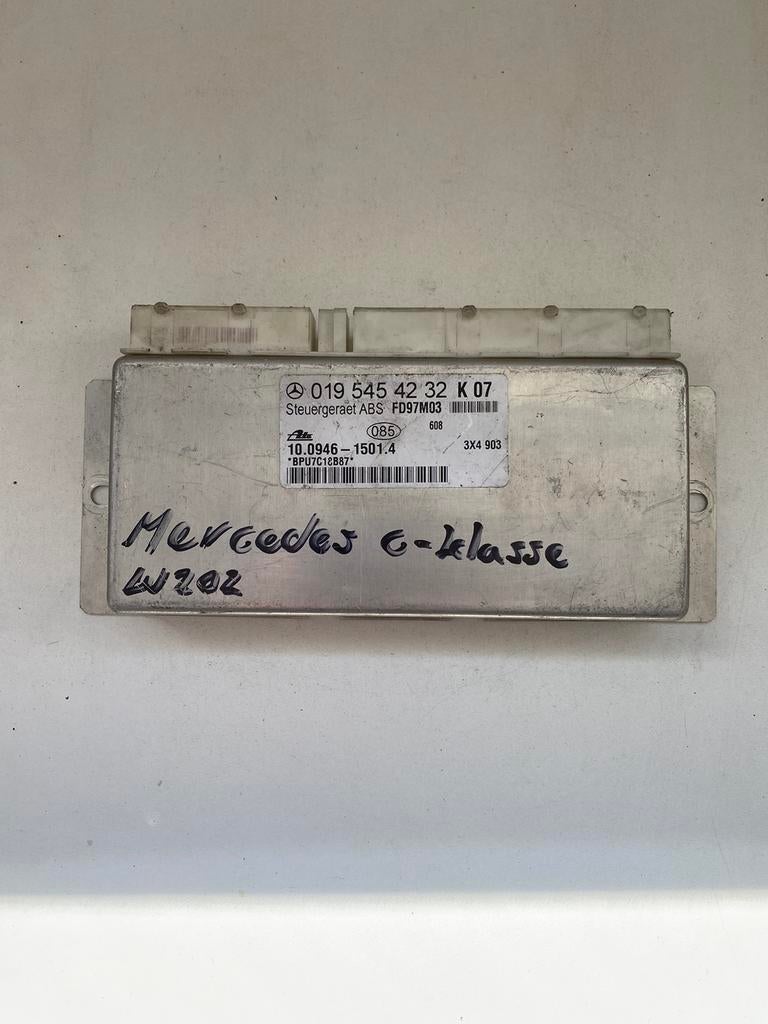 019 545 42 32 K 07
Steuergeraet ABS FD97M03
Ate 085 608
10.0946-1501.4 3X4 903
*BPU7C18B87*
Mercedes C-Klasse
W202